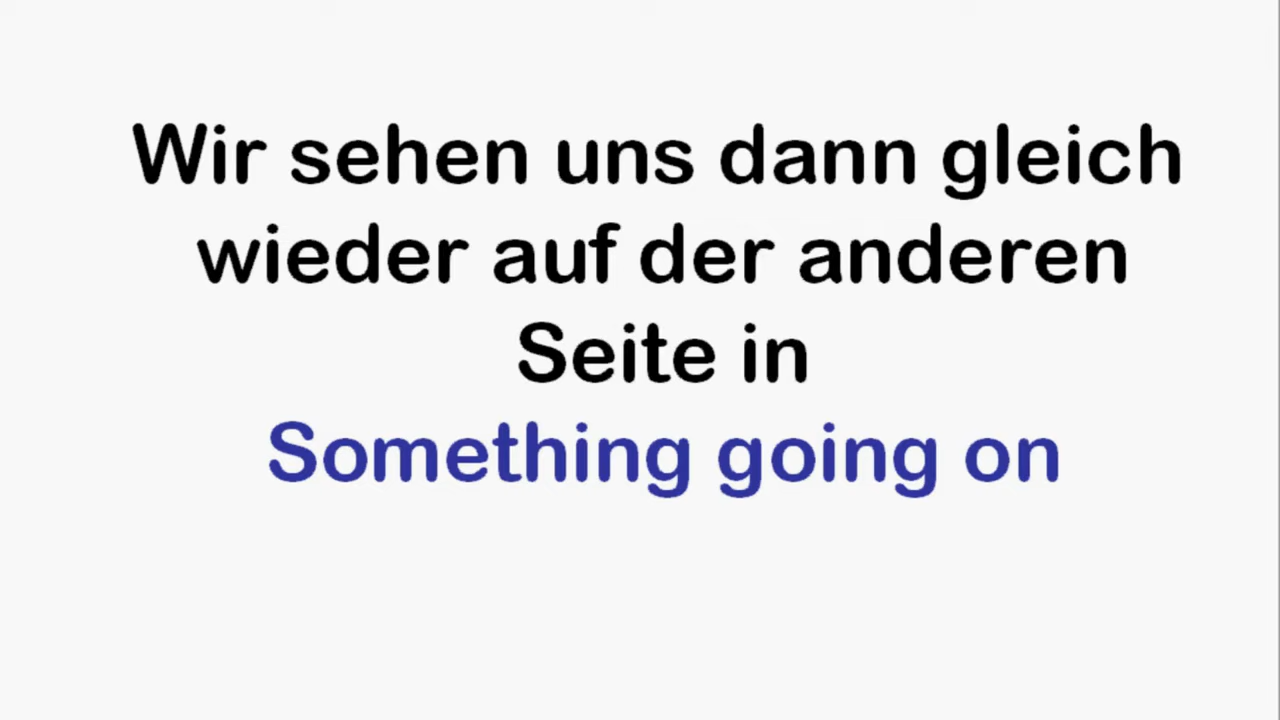 Wir sehen uns dann gleich
wieder auf der anderen
Seite in
Something going on